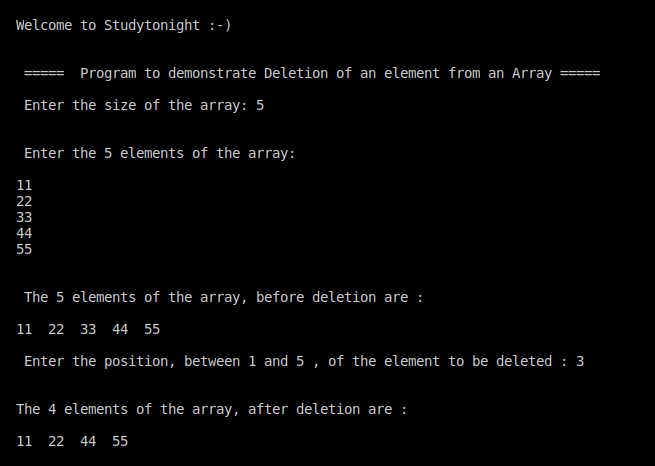 Welcome to Studytonight :-)
===== Program to demonstrate Deletion of an element from an Array =====
Enter the size of the array: 5
Enter the 5 elements of the array:
11
22
33
44
55
The 5 elements of the array, before deletion are :
11 22 33 44 55
Enter the position, between 1 and 5 , of the element to be deleted : 3
The 4 elements of the array, after deletion are :
11 22 44 55